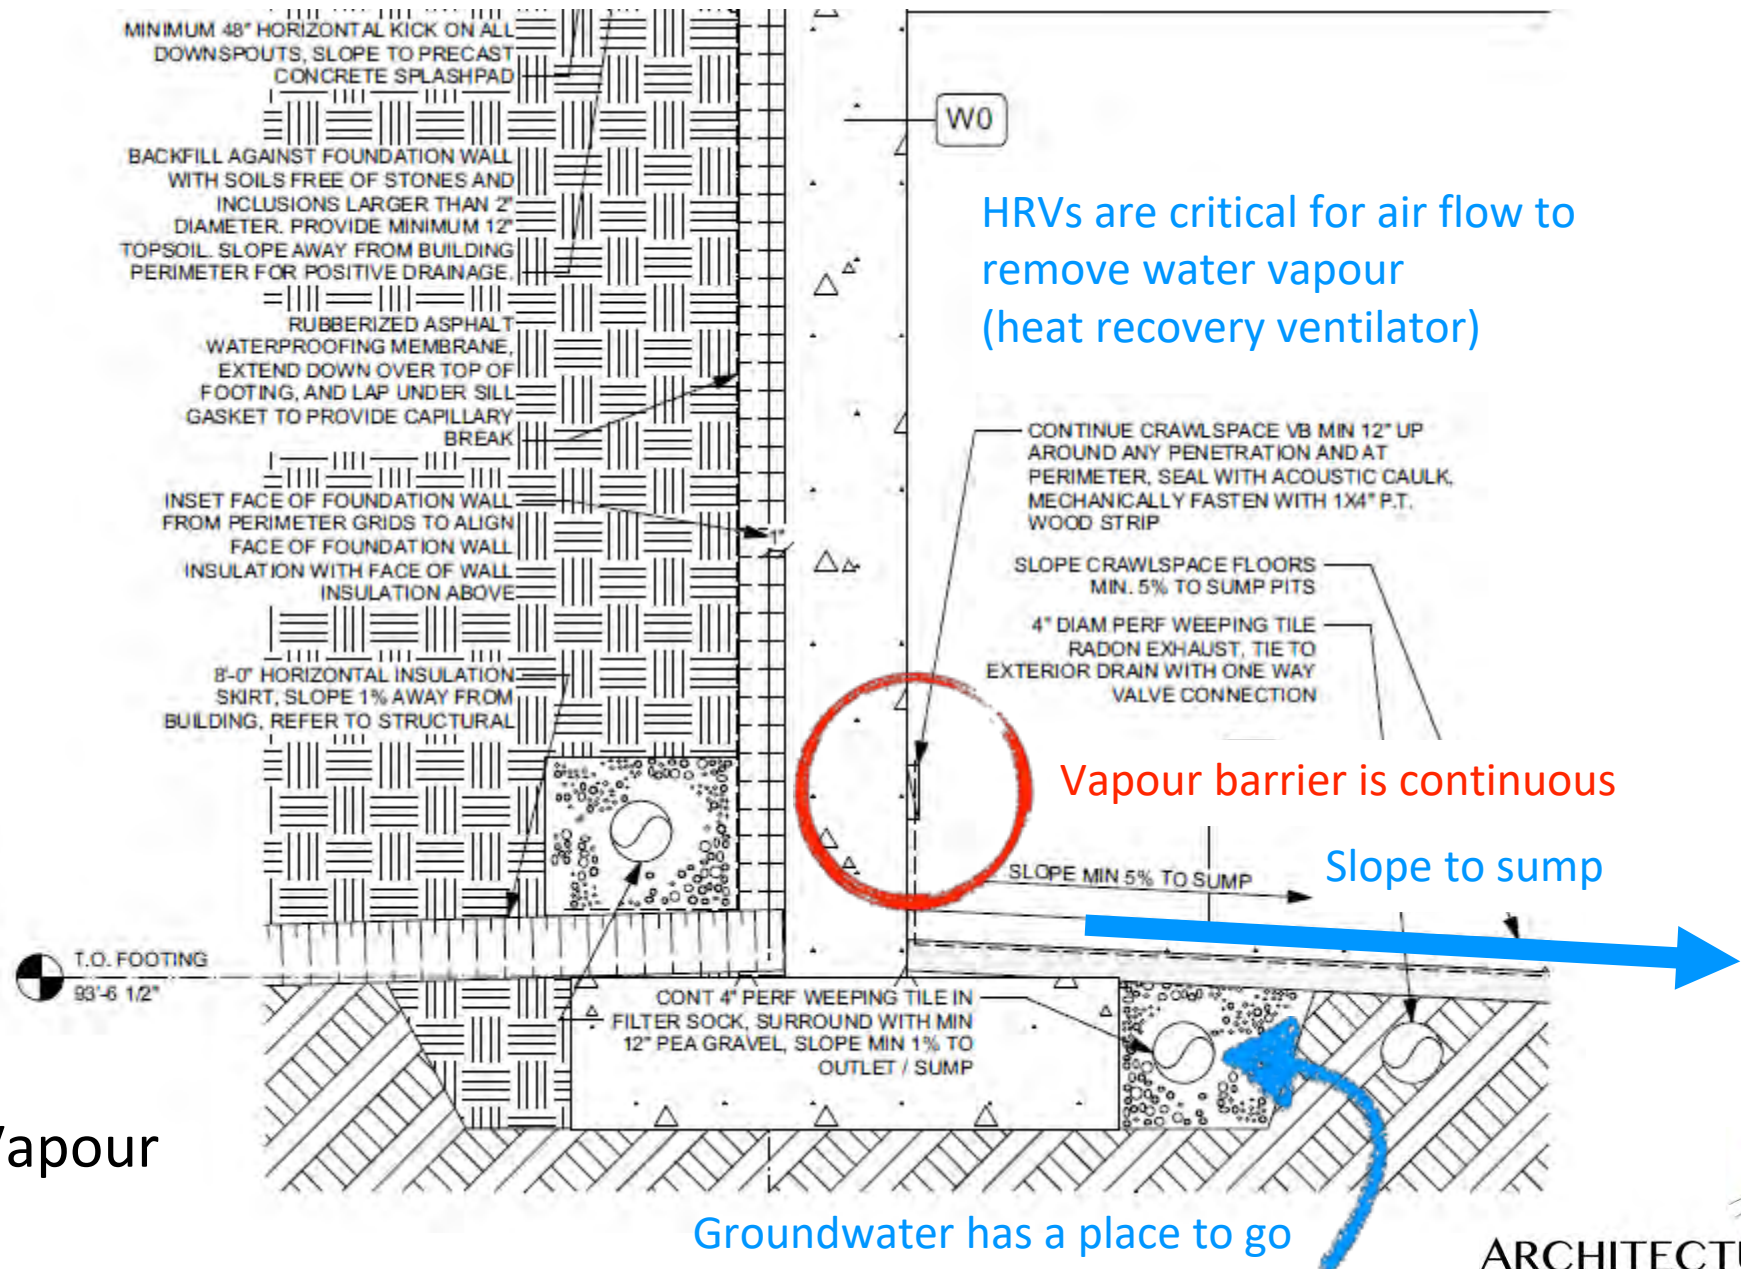 MINIMUM 48" HORIZONTAL KICK ON ALL
DOWNSPOUTS, SLOPE TO PRECAST
CONCRETE SPLASHPAD
BACKFILL AGAINST FOUNDATION WALL
WITH SOILS FREE OF STONES AND
INCLUSIONS LARGER THAN 2"
DIAMETER. PROVIDE MINIMUM 12"
TOPSOIL. SLOPE AWAY FROM BUILDING
PERIMETER FOR POSITIVE DRAINAGE.
RUBBERIZED ASPHALT
WATERPROOFING MEMBRANE,
EXTEND DOWN OVER TOP OF
FOOTING, AND LAP UNDER SILL
GASKET TO PROVIDE CAPILLARY
BREAK
INSET FACE OF FOUNDATION WALL
FROM PERIMETER GRIDS TO ALIGN
FACE OF FOUNDATION WALL
INSULATION WITH FACE OF WALL
INSULATION ABOVE
1"
8'-0" HORIZONTAL INSULATION
SKIRT, SLOPE 1% AWAY FROM
BUILDING, REFER TO STRUCTURAL
T.O. FOOTING
93'-6 1/2"
W0
HRVs are critical for air flow to
remove water vapour
(heat recovery ventilator)
CONTINUE CRAWLSPACE VB MIN 12" UP
AROUND ANY PENETRATION AND AT
PERIMETER, SEAL WITH ACOUSTIC CAULK.
MECHANICALLY FASTEN WITH 1X4" P.T.
WOOD STRIP
SLOPE CRAWLSPACE FLOORS
MIN. 5% TO SUMP PITS
4" DIAM PERF WEEPING TILE
RADON EXHAUST, TIE TO
EXTERIOR DRAIN WITH ONE WAY
VALVE CONNECTION
Vapour barrier is continuous
Slope to sump
SLOPE MIN 5% TO SUMP
CONT 4" PERF WEEPING TILE IN
FILTER SOCK, SURROUND WITH MIN
12" PEA GRAVEL, SLOPE MIN 1% TO
OUTLET / SUMP
Vapour
Groundwater has a place to go
ARCHITECTU